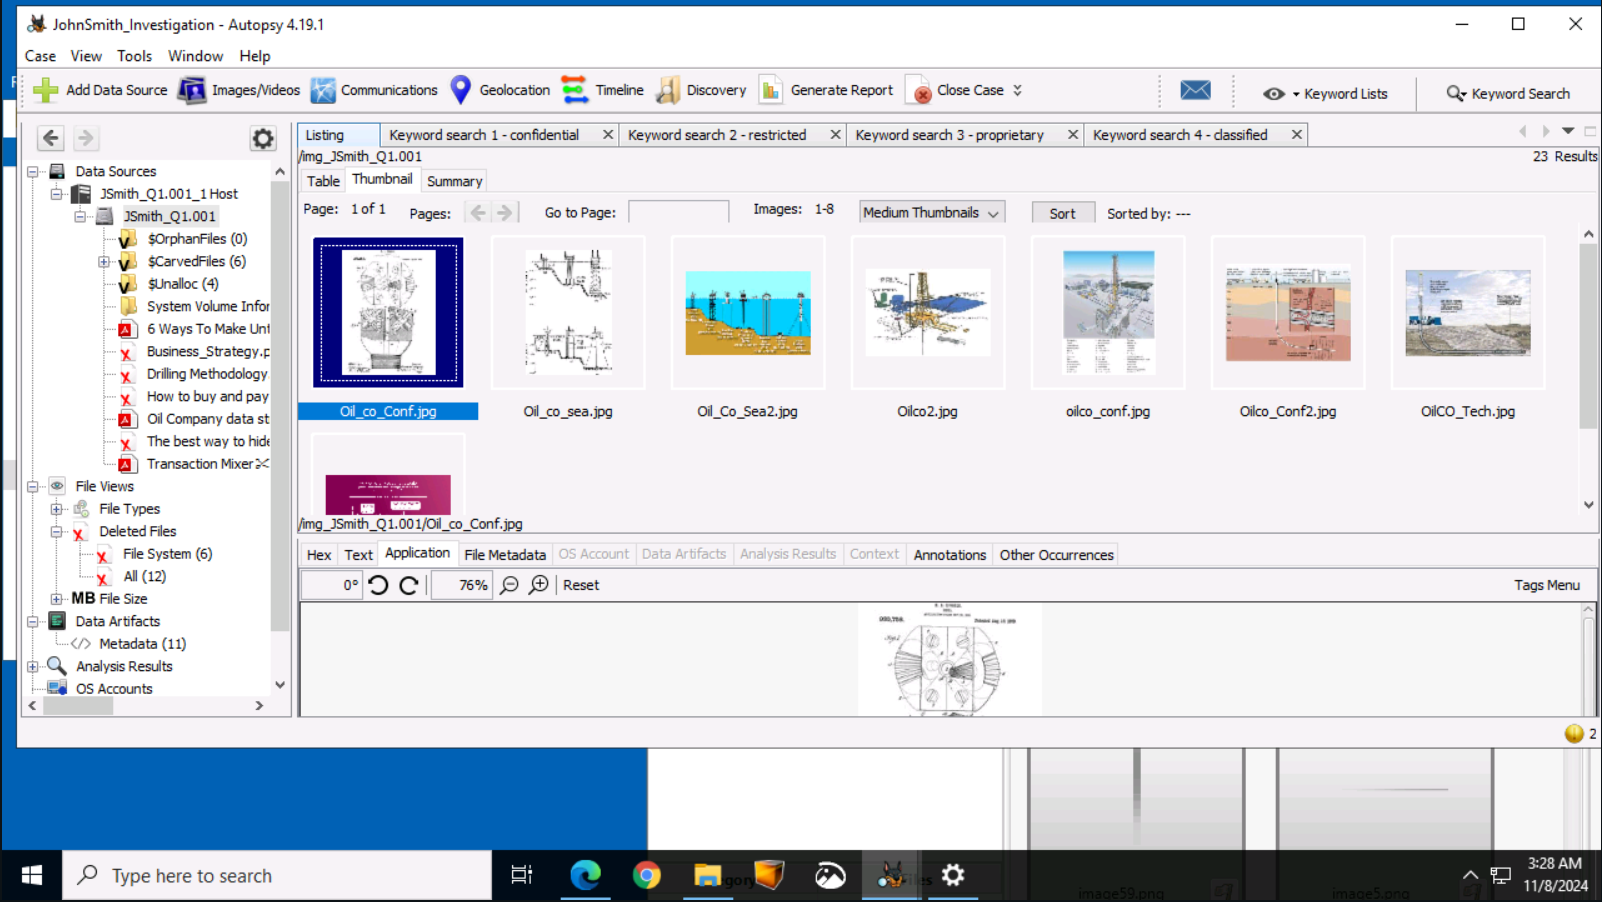 JohnSmith_Investigation - Autopsy 4.19.1
Case View Tools Window Help
Add Data Source Images/Videos Communications Geolocation Timeline Discovery Generate Report Close Case Keyword Lists Keyword Search
Listing Keyword search 1 - confidential Keyword search 2 - restricted Keyword search 3 - proprietary Keyword search 4 - classified
/img_JSmith_Q1.001 23 Results
Table Thumbnail Summary
Page: 1 of 1 Pages: Go to Page: Images: 1-8 Medium Thumbnails Sort Sorted by: ---
Data Sources
JSmith_Q1.001_1 Host
JSmith_Q1.001
$OrphanFiles (0)
$CarvedFiles (6)
$Unalloc (4)
System Volume Infor
6 Ways To Make Unt
Business_Strategy.p
Drilling Methodology
How to buy and pay
Oil Company data st
The best way to hide
Transaction Mixer
File Views
File Types
Deleted Files
File System (6)
All (12)
MB File Size
Data Artifacts
Metadata (11)
Analysis Results
OS Accounts
Oil_co_Conf.jpg Oil_co_sea.jpg Oil_Co_Sea2.jpg Oilco2.jpg oilco_conf.jpg Oilco_Conf2.jpg OilCO_Tech.jpg
/img_JSmith_Q1.001/Oil_co_Conf.jpg
Hex Text Application File Metadata OS Account Data Artifacts Analysis Results Context Annotations Other Occurrences
0° 76% Reset Tags Menu
2
Type here to search
image59.png image5.png
3:28 AM
11/8/2024